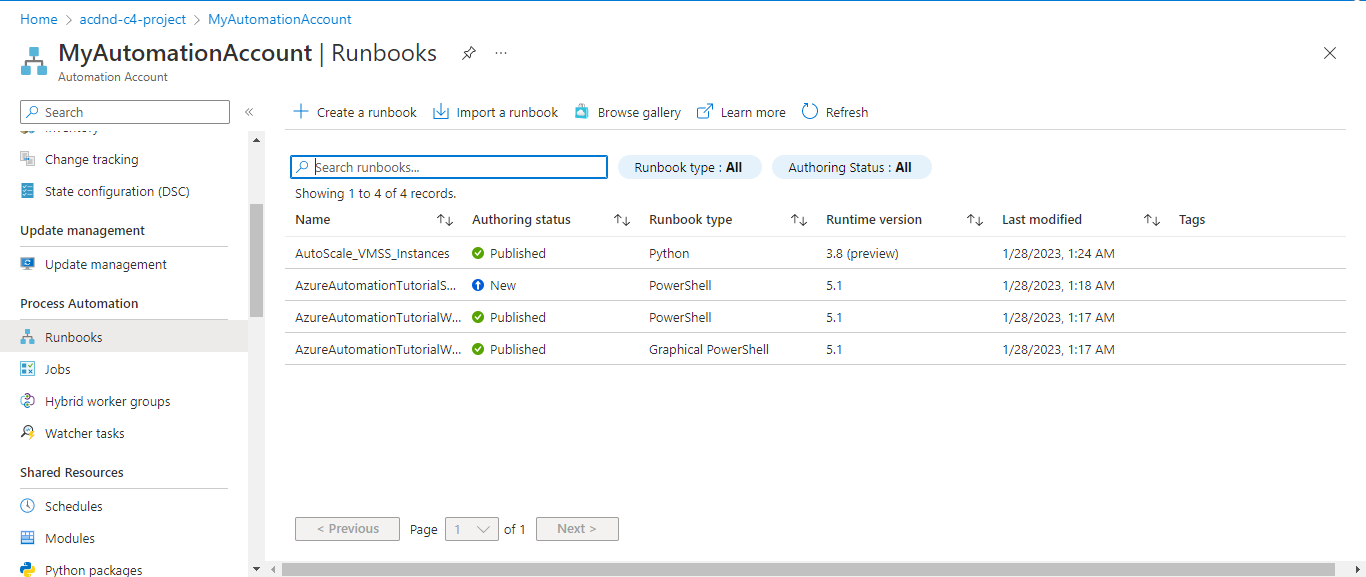 Home > acdnd-c4-project > MyAutomationAccount
MyAutomationAccount | Runbooks ...
Automation Account
Search «
Inventory
Change tracking
State configuration (DSC)
Update management
Update management
Process Automation
Runbooks
Jobs
Hybrid worker groups
Watcher tasks
Shared Resources
Schedules
Modules
Python packages
Create a runbook Import a runbook Browse gallery Learn more Refresh
Search runbooks... Runbook type : All Authoring Status : All
Showing 1 to 4 of 4 records.
Name Authoring status Runbook type Runtime version Last modified Tags
AutoScale_VMSS_Instances Published Python 3.8 (preview) 1/28/2023, 1:24 AM
AzureAutomationTutorialS... New PowerShell 5.1 1/28/2023, 1:18 AM
AzureAutomationTutorialW... Published PowerShell 5.1 1/28/2023, 1:17 AM
AzureAutomationTutorialW... Published Graphical PowerShell 5.1 1/28/2023, 1:17 AM
< Previous Page 1 of 1 Next >